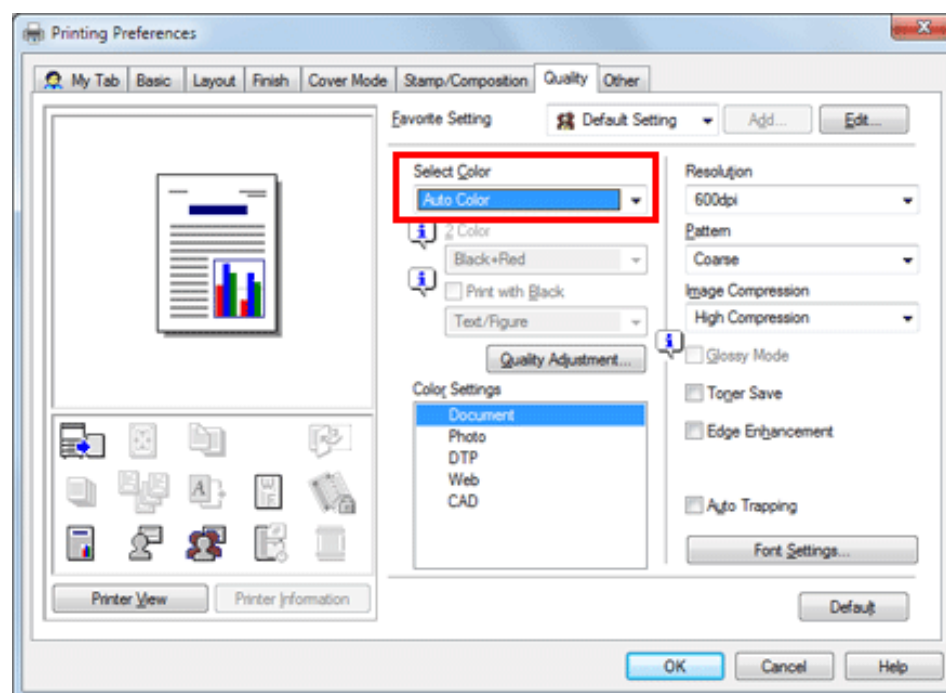 Printing Preferences
My Tab Basic Layout Finish Cover Mode Stamp/Composition Quality Other
Favorite Setting Default Setting Add... Edit...
Select Color
Auto Color
2 Color
Black+Red
Print with Black
Text/Figure
Quality Adjustment...
Color Settings
Document
Photo
DTP
Web
CAD
Resolution
600dpi
Pattern
Coarse
Image Compression
High Compression
Glossy Mode
Toner Save
Edge Enhancement
Auto Trapping
Font Settings...
Printer View Printer Information
Default
OK Cancel Help